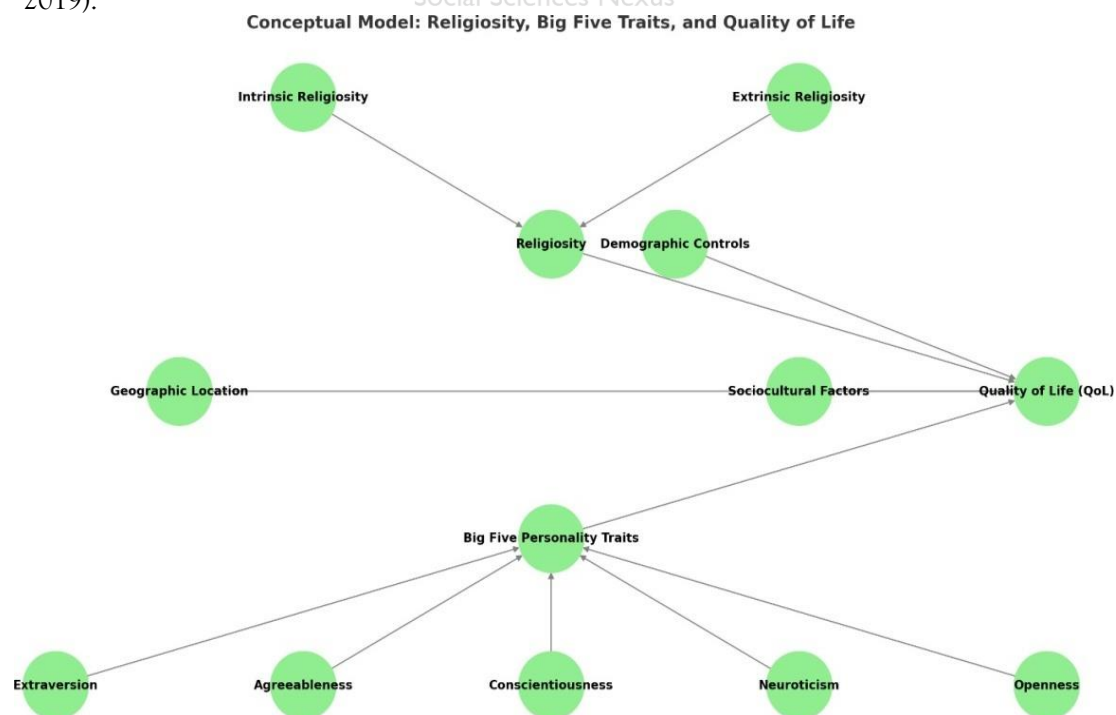 2019).
Social Sciences Nexus
Conceptual Model: Religiosity, Big Five Traits, and Quality of Life
Intrinsic Religiosity
Extrinsic Religiosity
Religiosity
Demographic Controls
Geographic Location
Sociocultural Factors
Quality of Life (QoL)
Big Five Personality Traits
Extraversion
Agreeableness
Conscientiousness
Neuroticism
Openness